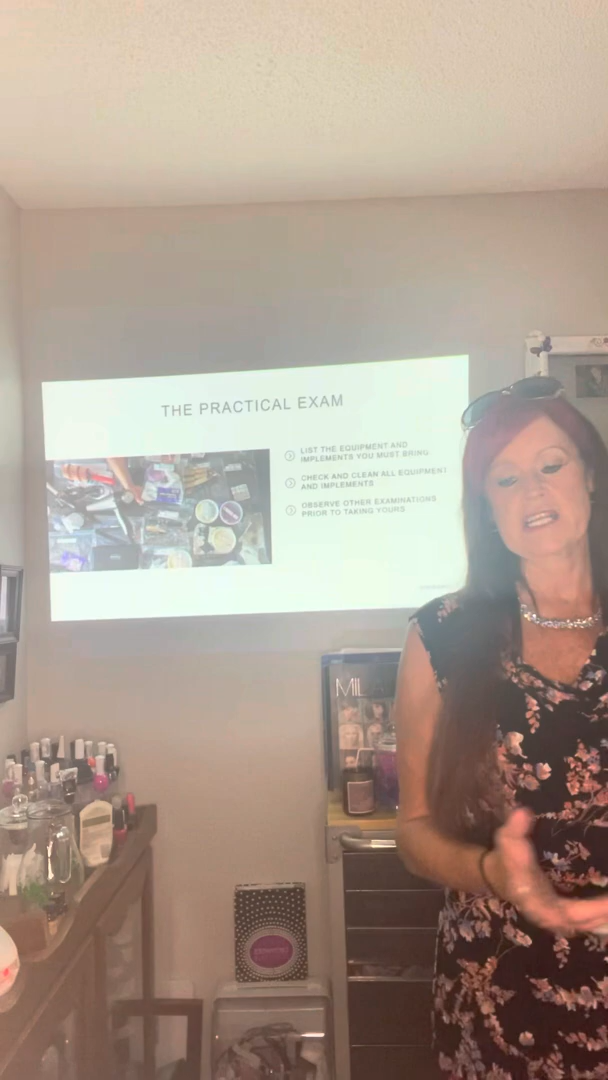 THE PRACTICAL EXAM
LIST THE EQUIPMENT AND
IMPLEMENTS YOU MUST BRING
CHECK AND CLEAN ALL EQUIPMENT
AND IMPLEMENTS
OBSERVE OTHER EXAMINATIONS
PRIOR TO TAKING YOURS
MIL